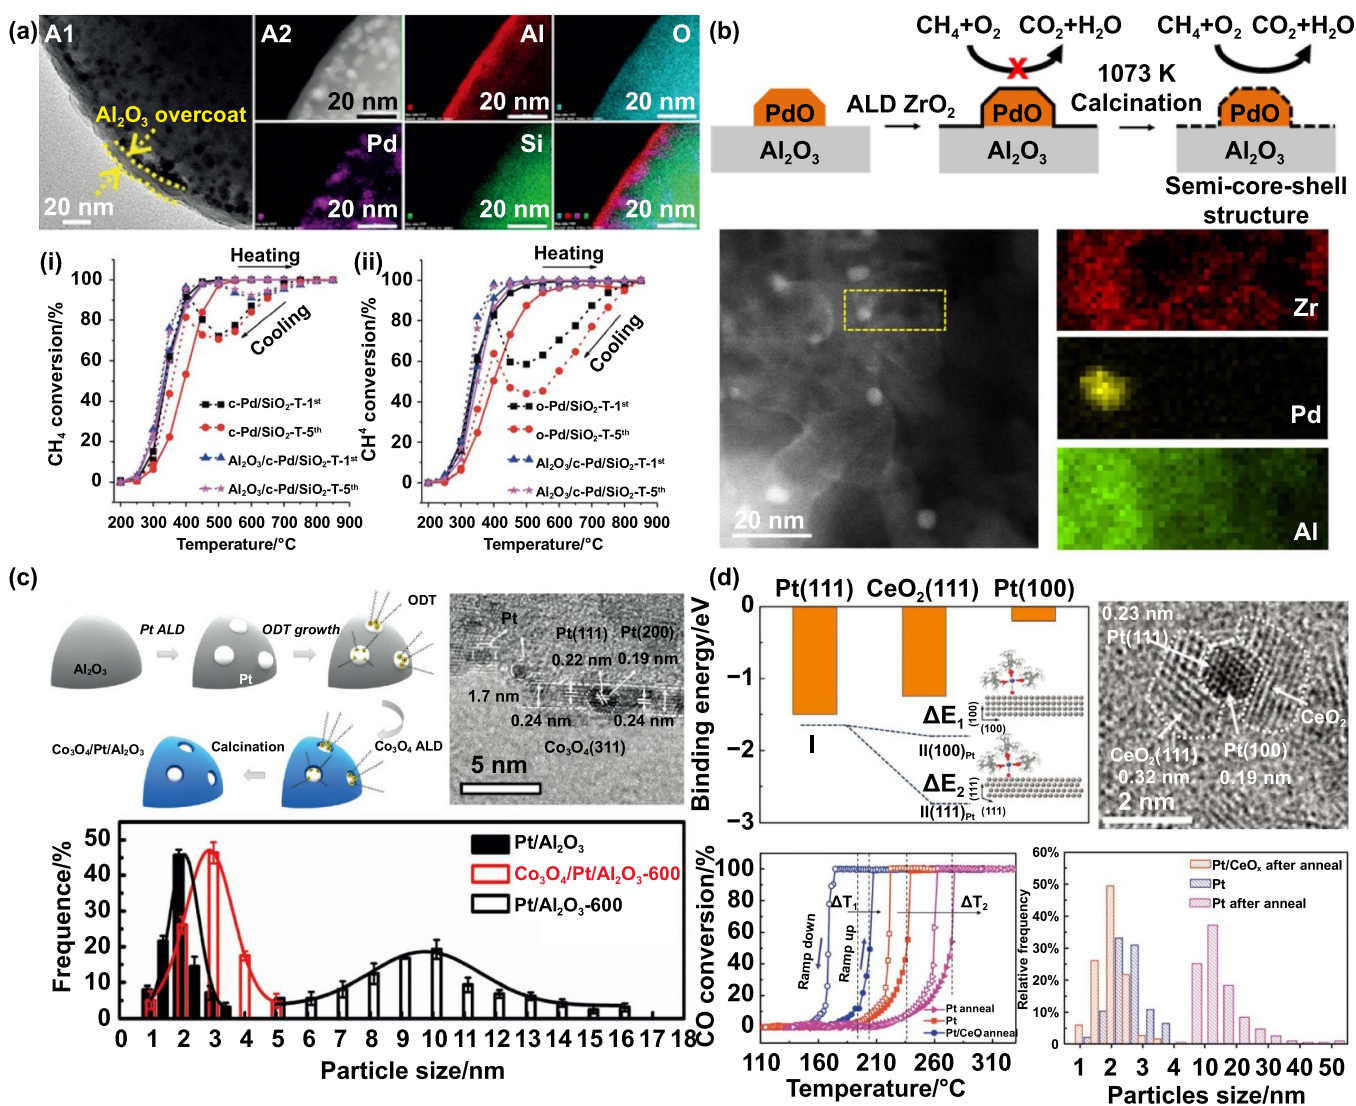 (a)
A1
Al₂O₃ overcoat
20 nm
A2
20 nm
Al
20 nm
O
20 nm
Pd
20 nm
Si
20 nm
20 nm
(i)
Heating
Cooling
CH₄ conversion/%
100
80
60
40
20
0
c-Pd/SiO₂-T-1ˢᵗ
c-Pd/SiO₂-T-5ᵗʰ
Al₂O₃/c-Pd/SiO₂-T-1ˢᵗ
Al₂O₃/c-Pd/SiO₂-T-5ᵗʰ
200 300 400 500 600 700 800 900
Temperature/°C
(ii)
Heating
Cooling
CH⁴ conversion/%
100
80
60
40
20
0
o-Pd/SiO₂-T-1ˢᵗ
o-Pd/SiO₂-T-5ᵗʰ
Al₂O₃/c-Pd/SiO₂-T-1ˢᵗ
Al₂O₃/c-Pd/SiO₂-T-5ᵗʰ
200 300 400 500 600 700 800 900
Temperature/°C
(b)
CH₄+O₂ CO₂+H₂O
CH₄+O₂ CO₂+H₂O
X
PdO
Al₂O₃
ALD ZrO₂
PdO
Al₂O₃
1073 K
Calcination
PdO
Al₂O₃
Semi-core-shell
structure
20 nm
Zr
Pd
Al
(c)
Al₂O₃
Pt ALD
Pt
ODT growth
ODT
Co₃O₄ ALD
Calcination
Co₃O₄/Pt/Al₂O₃
Pt
Pt(111)
0.22 nm
Pt(200)
0.19 nm
1.7 nm
0.24 nm
0.24 nm
Co₃O₄(311)
5 nm
Frequence/%
50
40
30
20
10
0
Pt/Al₂O₃
Co₃O₄/Pt/Al₂O₃-600
Pt/Al₂O₃-600
0 1 2 3 4 5 6 7 8 9 10 11 12 13 14 15 16 17 18
Particle size/nm
(d)
Pt(111) CeO₂(111) Pt(100)
Binding energy/eV
0
−1
−2
−3
I
ΔE₁
II(100)Pt
ΔE₂
II(111)Pt
(100)
(100)
(111)
(111)
0.23 nm
Pt(111)
CeO₂
CeO₂(111)
0.32 nm
Pt(100)
0.19 nm
2 nm
CO conversion/%
100
80
60
40
20
0
Ramp down
Ramp up
ΔT₁
ΔT₂
Pt anneal
Pt
Pt/CeO anneal
110 160 210 260 310
Temperature/°C
Relative frequency
60%
50%
40%
30%
20%
10%
0
Pt/CeOₓ after anneal
Pt
Pt after anneal
1 2 3 4 10 20 30 40 50
Particles size/nm